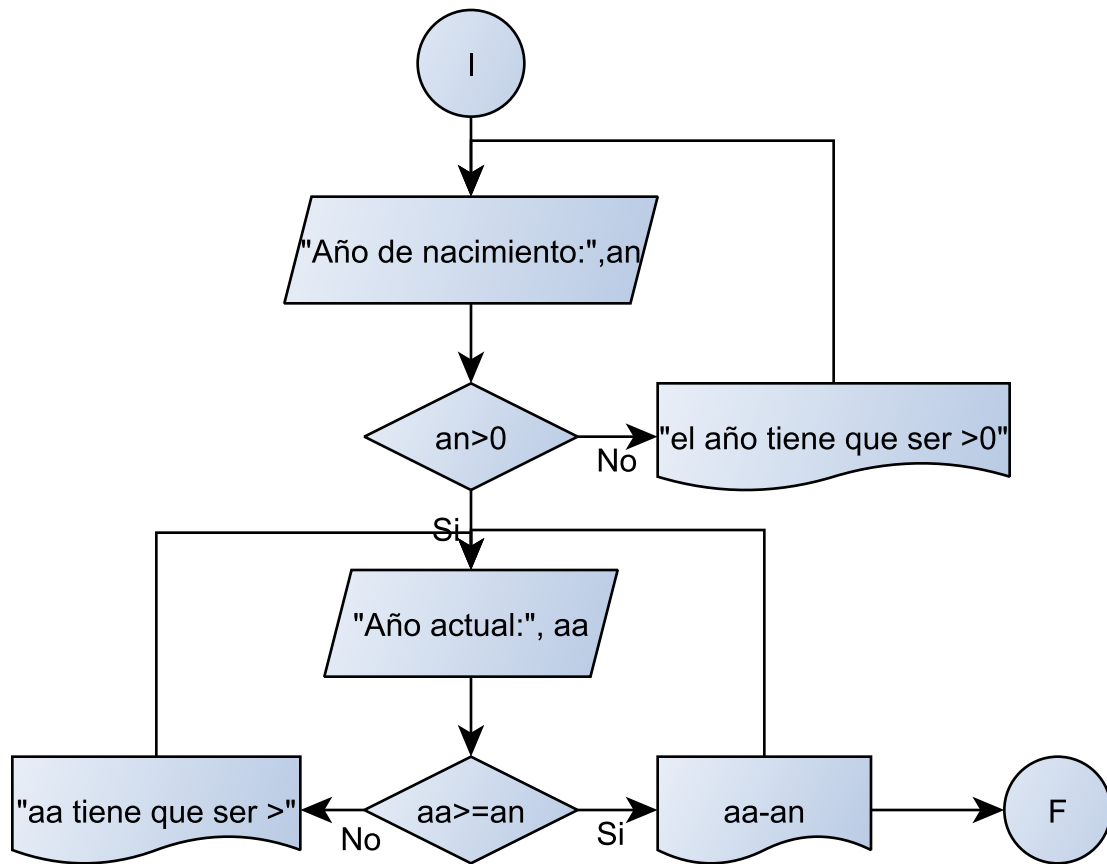 I
"Año de nacimiento:",an
an>0
No
"el año tiene que ser >0"
Si
"Año actual:", aa
"aa tiene que ser >"
No
aa>=an
Si
aa-an
F